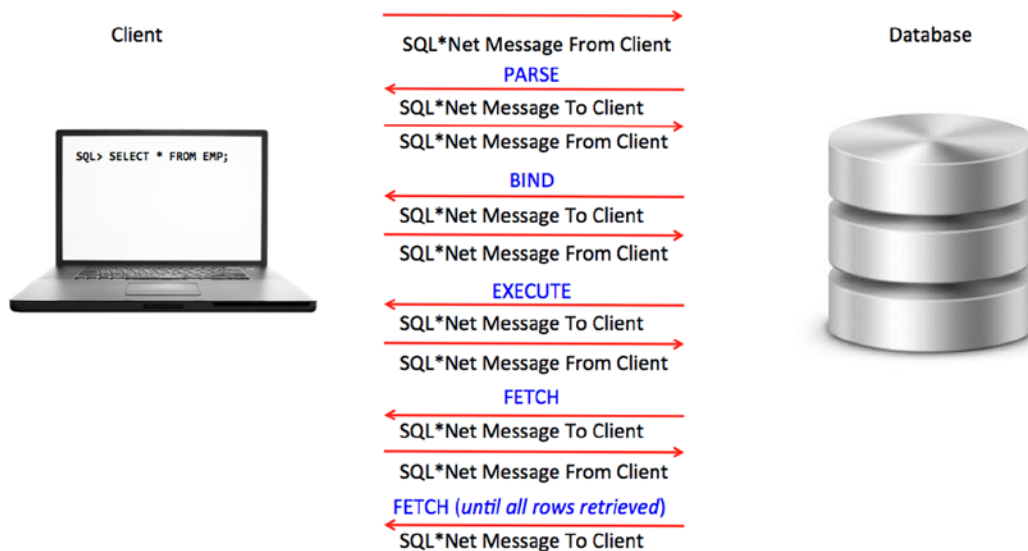 Client
Database
SQL*Net Message From Client
PARSE
SQL*Net Message To Client
SQL*Net Message From Client
SQL> SELECT * FROM EMP;
BIND
SQL*Net Message To Client
SQL*Net Message From Client
EXECUTE
SQL*Net Message To Client
SQL*Net Message From Client
FETCH
SQL*Net Message To Client
SQL*Net Message From Client
FETCH (until all rows retrieved)
SQL*Net Message To Client